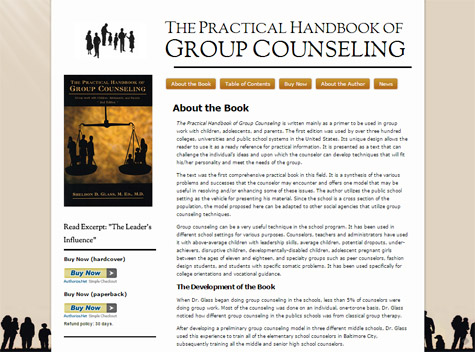 THE PRACTICAL HANDBOOK OF
GROUP COUNSELING
About the Book
Table of Contents
Buy Now
About the Author
News
THE PRACTICAL HANDBOOK OF
GROUP COUNSELING
SHELDON D. GLASS, M. ED., M.D.
Read Excerpt: "The Leader's
Influence"
Buy Now (hardcover)
Buy Now
Authorize.Net Simple Checkout
Buy Now (paperback)
Buy Now
Authorize.Net Simple Checkout
Refund policy: 30 days.
About the Book
The Practical Handbook of Group Counseling is written mainly as a primer to be used in group
work with children, adolescents, and parents. The first edition was used by over three hundred
colleges, universities and public school systems in the United States. Its unique design allows the
reader to use it as a ready reference for practical information. It is presented as a text that can
challenge the individual's ideas and upon which the counselor can develop techniques that will fit
his/her personality and meet the needs of the group.
The text was the first comprehensive practical book in this field. It is a synthesis of the various
problems and successes that the counselor may encounter and offers one model that may be
useful in resolving and/or enhancing some of these issues. The author utilizes the public school
setting as the vehicle for presenting his material. Since the school is a cross section of the
population, the model proposed here can be adapted to other social agencies that utilize group
counseling techniques.
Group counseling can be a very useful technique in the school program. It has been used in
different school settings for various purposes. Counselors, teachers and administrators have used
it with above-average children with leadership skills, average children, potential dropouts, under-
achievers, disruptive children, developmentally-disabled children, adolescent pregnant girls
between the ages of eleven and eighteen, and specialty groups such as peer counselors, fashion
design students, and students with specific somatic problems. It has been used specifically for
college orientations and vocational guidance.
The Development of the Book
When Dr. Glass began doing group counseling in the schools, less than 5% of counselors were
doing group work. Most of the counseling was done on an individual, one-to-one basis. Dr. Glass
noticed how different group counseling in the public schools was from classical group therapy.
After developing a preliminary group counseling model in three different middle schools, Dr. Glass
used this experience to train all of the elementary school counselors in Baltimore City,
subsequently training all the middle and senior high school counselors.